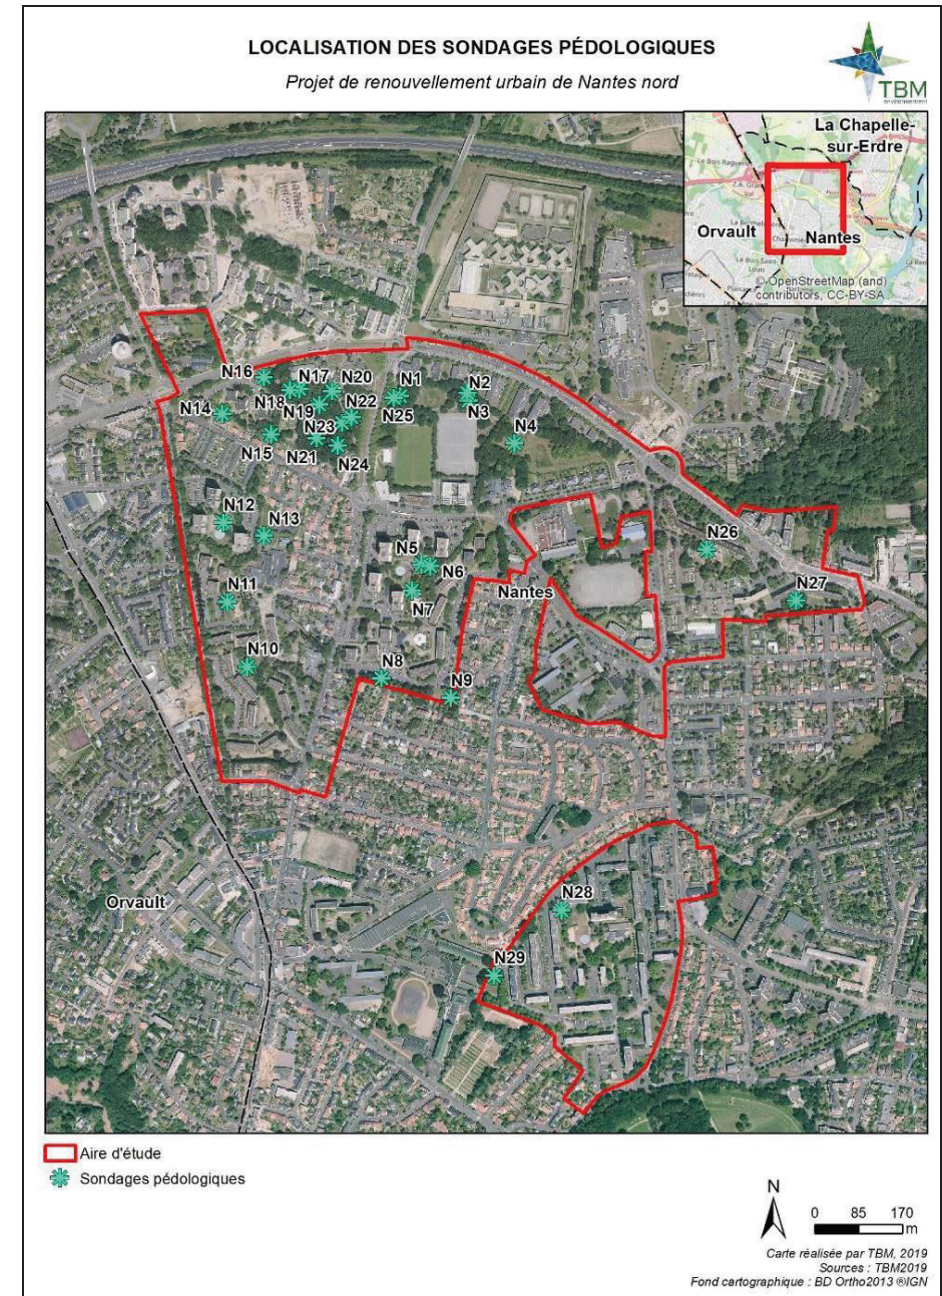 LOCALISATION DES SONDAGES PÉDOLOGIQUES
Projet de renouvellement urbain de Nantes nord
TBM
environnement
La Chapelle-
sur-Erdre
Orvault
Nantes
© OpenStreetMap (and)
contributors, CC-BY-SA
N16
N17
N20
N1
N2
N18
N19
N22
N25
N3
N14
N23
N4
N15
N21
N24
N12
N13
N26
N5
N6
N11
N7
Nantes
N27
N10
N8
N9
Orvault
N28
N29
Aire d'étude
Sondages pédologiques
N
0 85 170
m
Carte réalisée par TBM, 2019
Sources : TBM2019
Fond cartographique : BD Ortho2013 ®IGN